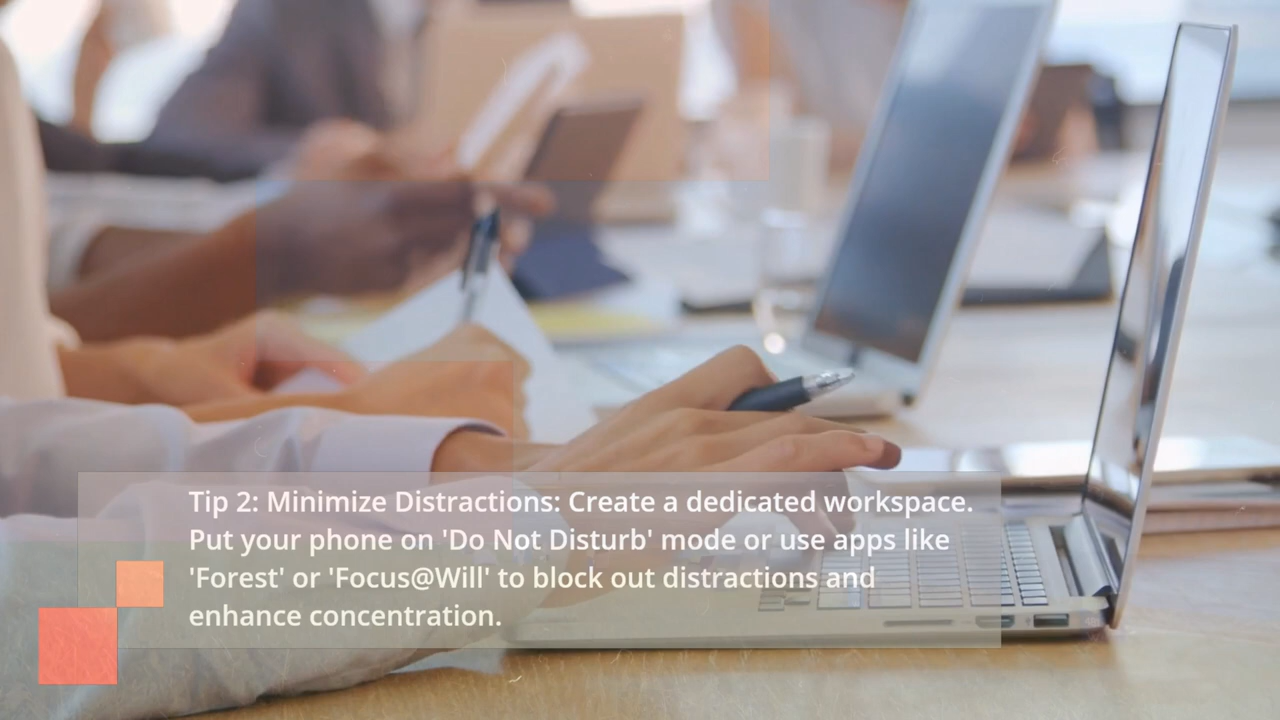 Tip 2: Minimize Distractions: Create a dedicated workspace.
Put your phone on 'Do Not Disturb' mode or use apps like
'Forest' or 'Focus@Will' to block out distractions and
enhance concentration.